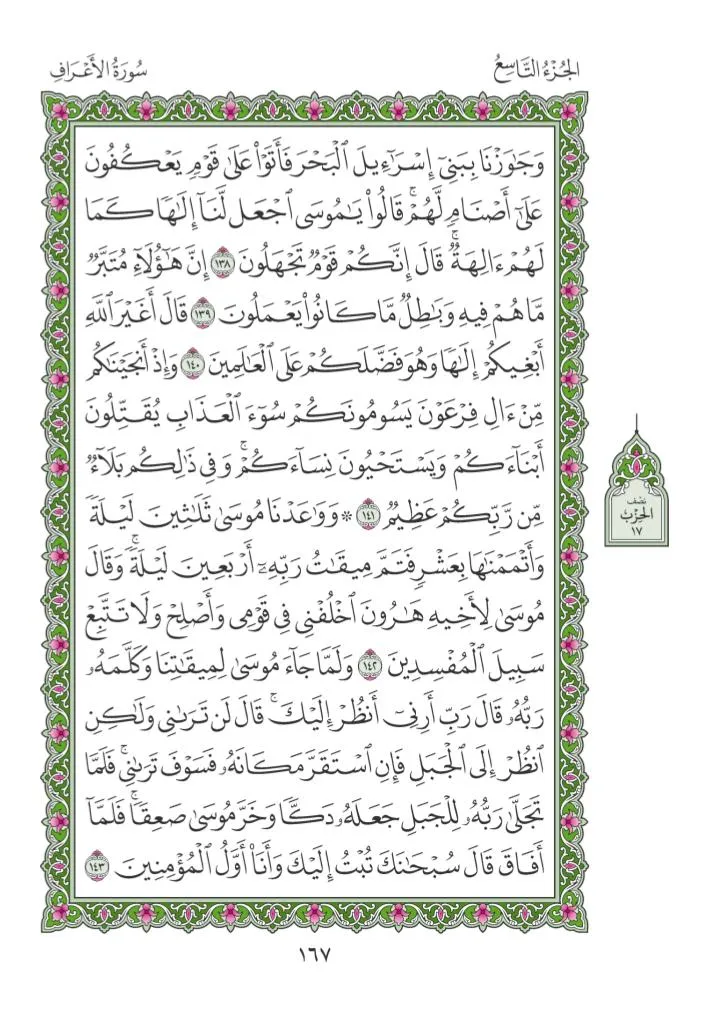 الجُزْءُ التَّاسِعُ
سُورَةُ الأَعْرَافِ
وَجَٰوَزْنَا بِبَنِيٓ إِسْرَٰٓءِيلَ ٱلْبَحْرَ فَأَتَوْا۟ عَلَىٰ قَوْمٍ يَعْكُفُونَ
عَلَىٰٓ أَصْنَامٍ لَّهُمْ ۚ قَالُوا۟ يَٰمُوسَى ٱجْعَل لَّنَآ إِلَٰهًا كَمَا
لَهُمْ ءَالِهَةٌ ۚ قَالَ إِنَّكُمْ قَوْمٌ تَجْهَلُونَ ١٣٨ إِنَّ هَٰٓؤُلَآءِ مُتَبَّرٌ
مَّا هُمْ فِيهِ وَبَٰطِلٌ مَّا كَانُوا۟ يَعْمَلُونَ ١٣٩ قَالَ أَغَيْرَ ٱللَّهِ
أَبْغِيكُمْ إِلَٰهًا وَهُوَ فَضَّلَكُمْ عَلَى ٱلْعَٰلَمِينَ ١٤٠ وَإِذْ أَنجَيْنَٰكُم
مِّنْ ءَالِ فِرْعَوْنَ يَسُومُونَكُمْ سُوٓءَ ٱلْعَذَابِ يُقَتِّلُونَ
أَبْنَآءَكُمْ وَيَسْتَحْيُونَ نِسَآءَكُمْ ۚ وَفِي ذَٰلِكُم بَلَآءٌ
مِّن رَّبِّكُمْ عَظِيمٌ ١٤١ * وَوَٰعَدْنَا مُوسَىٰ ثَلَٰثِينَ لَيْلَةً
وَأَتْمَمْنَٰهَا بِعَشْرٍ فَتَمَّ مِيقَٰتُ رَبِّهِۦٓ أَرْبَعِينَ لَيْلَةً ۚ وَقَالَ
مُوسَىٰ لِأَخِيهِ هَٰرُونَ ٱخْلُفْنِي فِي قَوْمِي وَأَصْلِحْ وَلَا تَتَّبِعْ
سَبِيلَ ٱلْمُفْسِدِينَ ١٤٢ وَلَمَّا جَآءَ مُوسَىٰ لِمِيقَٰتِنَا وَكَلَّمَهُۥ
رَبُّهُۥ قَالَ رَبِّ أَرِنِيٓ أَنظُرْ إِلَيْكَ ۚ قَالَ لَن تَرَىٰنِي وَلَٰكِنِ
ٱنظُرْ إِلَى ٱلْجَبَلِ فَإِنِ ٱسْتَقَرَّ مَكَانَهُۥ فَسَوْفَ تَرَىٰنِي ۚ فَلَمَّا
تَجَلَّىٰ رَبُّهُۥ لِلْجَبَلِ جَعَلَهُۥ دَكًّا وَخَرَّ مُوسَىٰ صَعِقًا ۚ فَلَمَّآ
أَفَاقَ قَالَ سُبْحَٰنَكَ تُبْتُ إِلَيْكَ وَأَنَا۠ أَوَّلُ ٱلْمُؤْمِنِينَ ١٤٣
نِصْف
الحِزْبِ
١٧
١٦٧